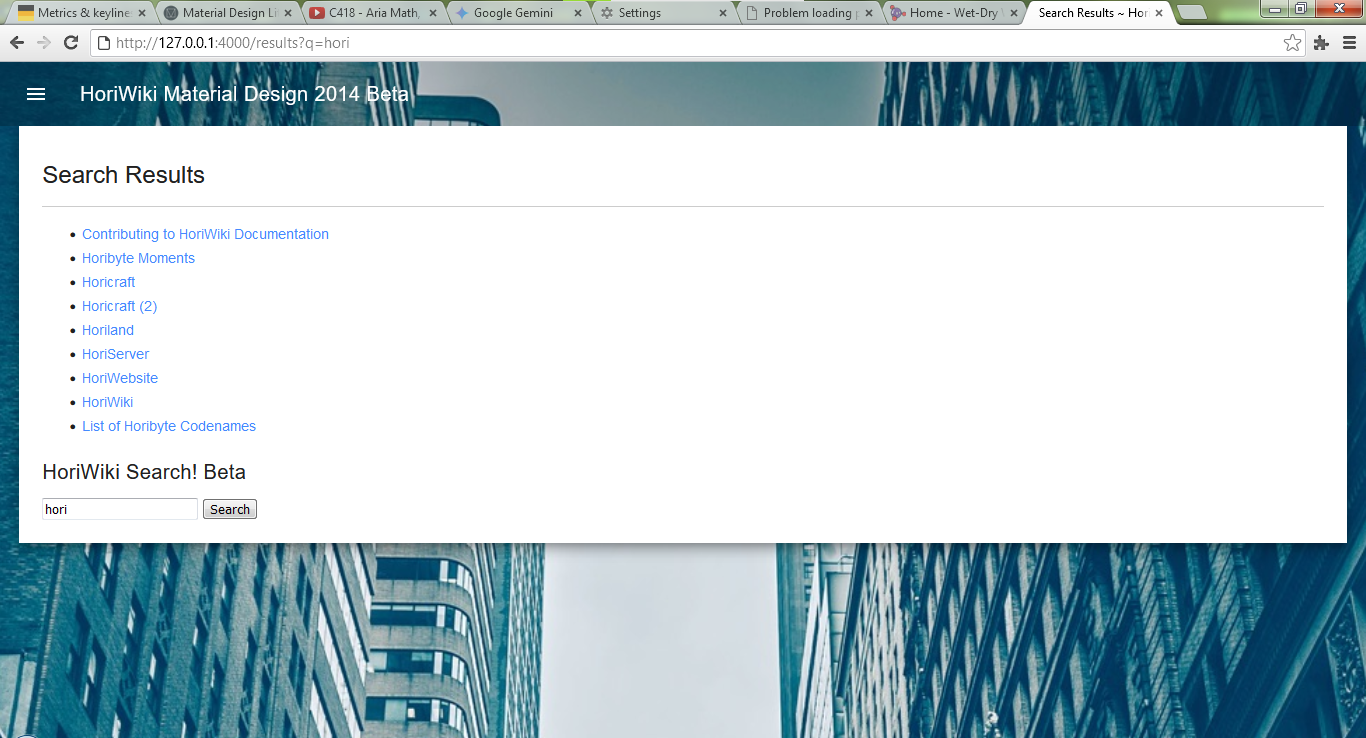 Metrics & keyline
Material Design Li
C418 - Aria Math,
Google Gemini
Settings
Problem loading p
Home - Wet-Dry
Search Results ~ Hori
http://127.0.0.1:4000/results?q=hori
HoriWiki Material Design 2014 Beta
Search Results
Contributing to HoriWiki Documentation
Horibyte Moments
Horicraft
Horicraft (2)
Horiland
HoriServer
HoriWebsite
HoriWiki
List of Horibyte Codenames
HoriWiki Search! Beta
hori Search